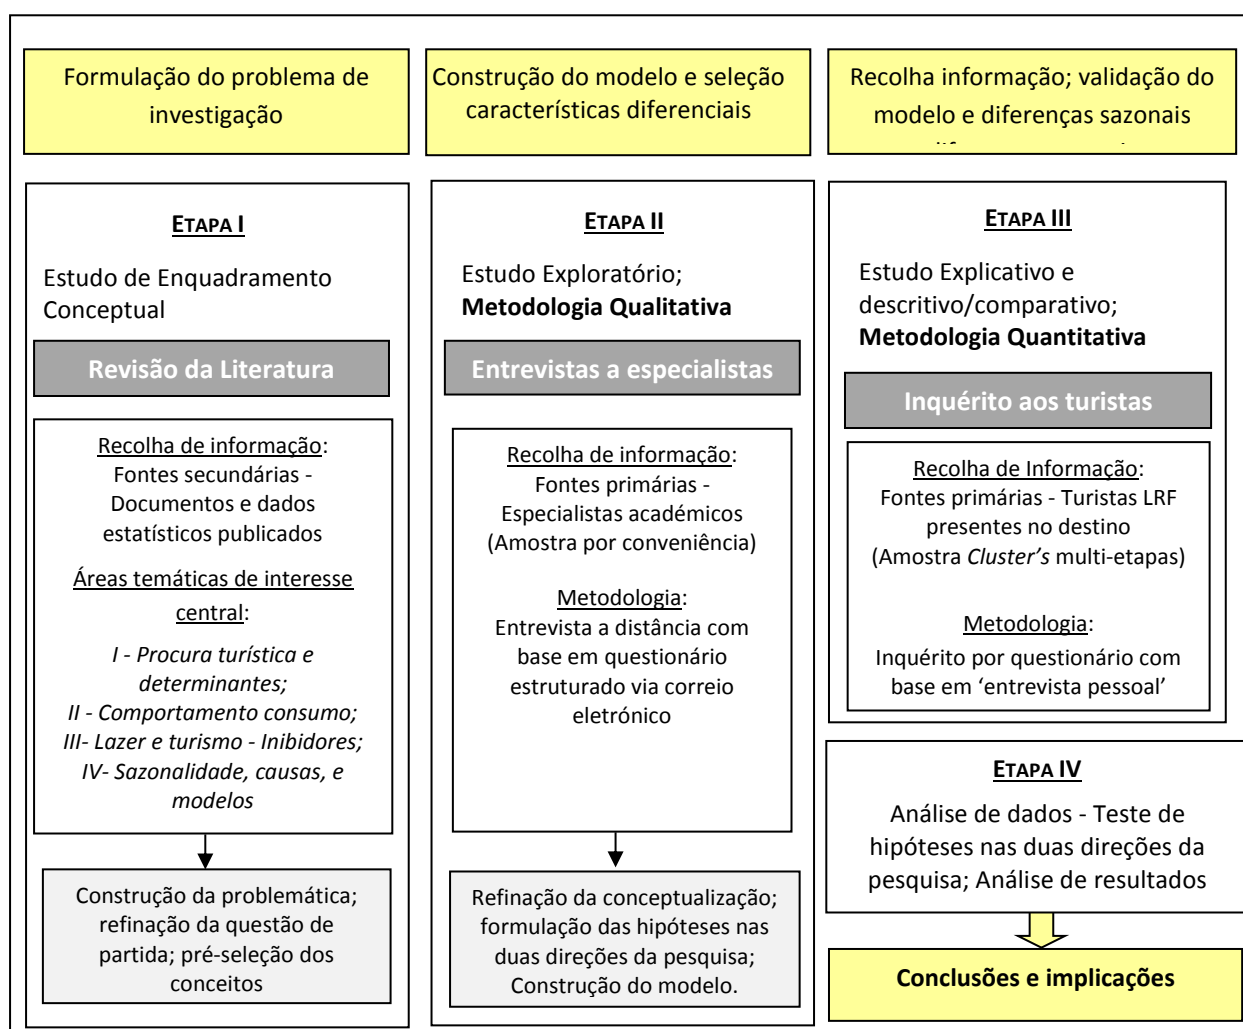 Formulação do problema de
investigação
Construção do modelo e seleção
características diferenciais
Recolha informação; validação do
modelo e diferenças sazonais
ETAPA I
Estudo de Enquadramento
Conceptual
Revisão da Literatura
Recolha de informação:
Fontes secundárias -
Documentos e dados
estatísticos publicados
Áreas temáticas de interesse
central:
I - Procura turística e
determinantes;
II - Comportamento consumo;
III- Lazer e turismo - Inibidores;
IV- Sazonalidade, causas, e
modelos
Construção da problemática;
refinação da questão de
partida; pré-seleção dos
conceitos
ETAPA II
Estudo Exploratório;
Metodologia Qualitativa
Entrevistas a especialistas
Recolha de informação:
Fontes primárias -
Especialistas académicos
(Amostra por conveniência)
Metodologia:
Entrevista a distância com
base em questionário
estruturado via correio
eletrónico
Refinação da conceptualização;
formulação das hipóteses nas
duas direções da pesquisa;
Construção do modelo.
ETAPA III
Estudo Explicativo e
descritivo/comparativo;
Metodologia Quantitativa
Inquérito aos turistas
Recolha de Informação:
Fontes primárias - Turistas LRF
presentes no destino
(Amostra Cluster’s multi-etapas)
Metodologia:
Inquérito por questionário com
base em ‘entrevista pessoal’
ETAPA IV
Análise de dados - Teste de
hipóteses nas duas direções da
pesquisa; Análise de resultados
Conclusões e implicações